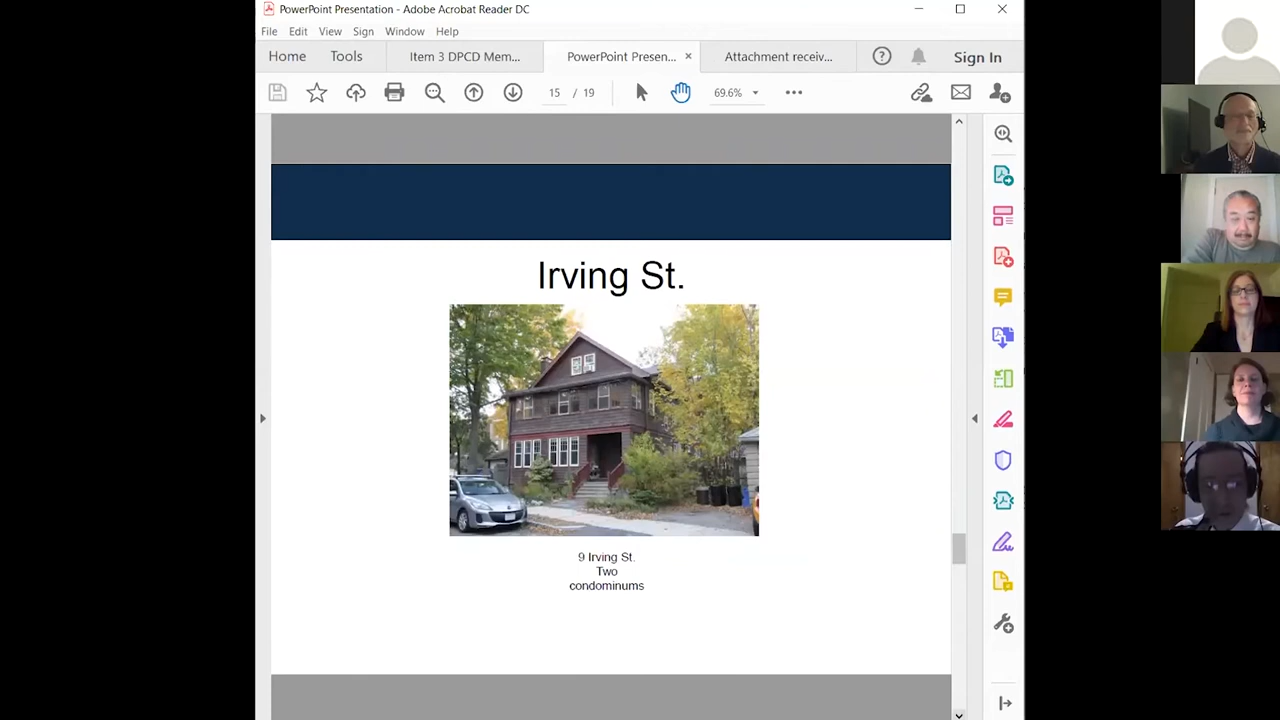 PowerPoint Presentation - Adobe Acrobat Reader DC
File Edit View Sign Window Help
Home Tools Item 3 DPCD Mem... PowerPoint Presen... × Attachment receiv... Sign In
15 / 19 69.6%
Irving St.
9 Irving St.
Two
condominums